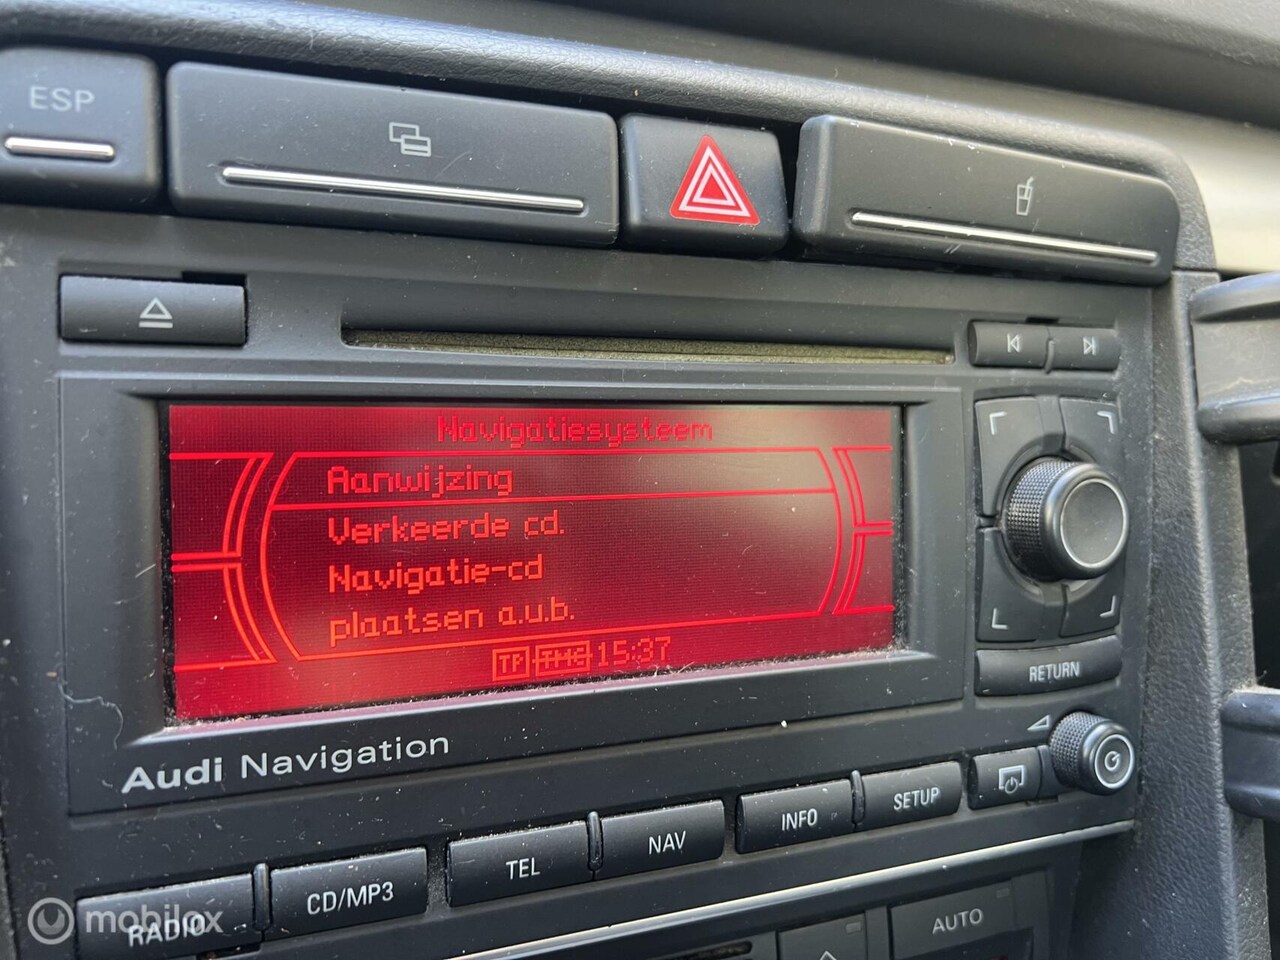 ESP
Navigatiesysteem
Aanwijzing
Verkeerde cd.
Navigatie-cd
plaatsen a.u.b.
TP TMC 15:37
RETURN
Audi Navigation
RADIO
CD/MP3
TEL
NAV
INFO
SETUP
AUTO
mobilox